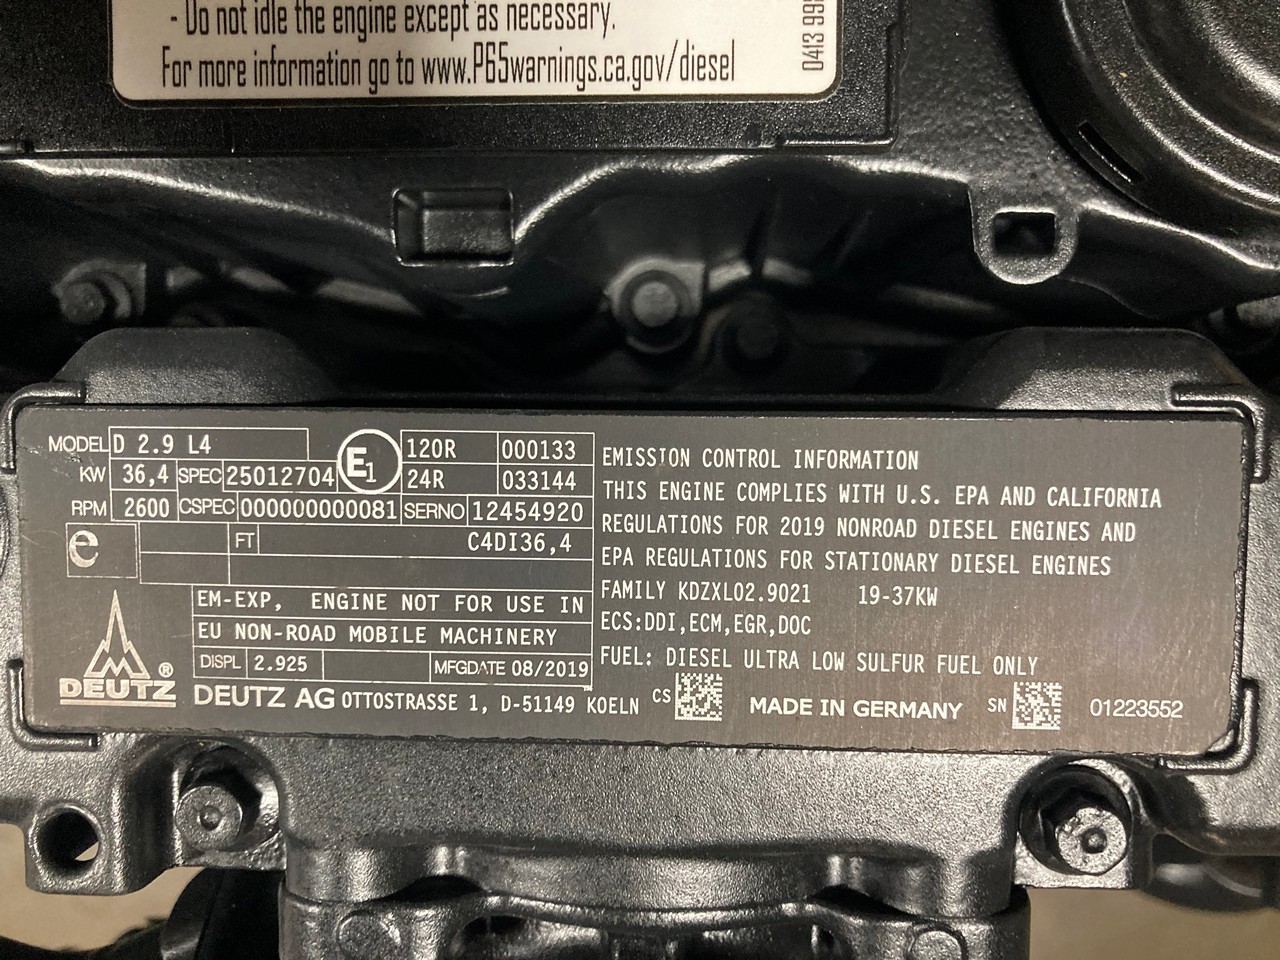 - Do not idle the engine except as necessary.
For more information go to www.P65warnings.ca.gov/diesel
0413 99
MODEL D 2.9 L4
KW 36,4 SPEC 25012704
RPM 2600 CSPEC 000000000081 SERNO 12454920
E1
120R 000133
24R 033144
e
FT C4DI36,4
EM-EXP, ENGINE NOT FOR USE IN
EU NON-ROAD MOBILE MACHINERY
DISPL 2.925 MFGDATE 08/2019
DEUTZ®
DEUTZ AG OTTOSTRASSE 1, D-51149 KOELN
EMISSION CONTROL INFORMATION
THIS ENGINE COMPLIES WITH U.S. EPA AND CALIFORNIA
REGULATIONS FOR 2019 NONROAD DIESEL ENGINES AND
EPA REGULATIONS FOR STATIONARY DIESEL ENGINES
FAMILY KDZXL02.9021 19-37KW
ECS:DDI,ECM,EGR,DOC
FUEL: DIESEL ULTRA LOW SULFUR FUEL ONLY
CS MADE IN GERMANY SN 01223552